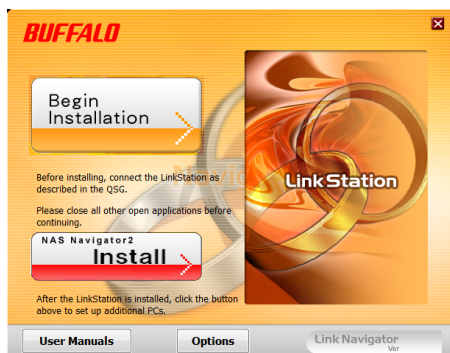 BUFFALO
Begin
Installation
Before installing, connect the LinkStation as
described in the QSG.
Please close all other open applications before
continuing.
LinkStation
NAS Navigator2
Install
After the LinkStation is installed, click the button
above to set up additional PCs.
User Manuals
Options
Link Navigator
Ver